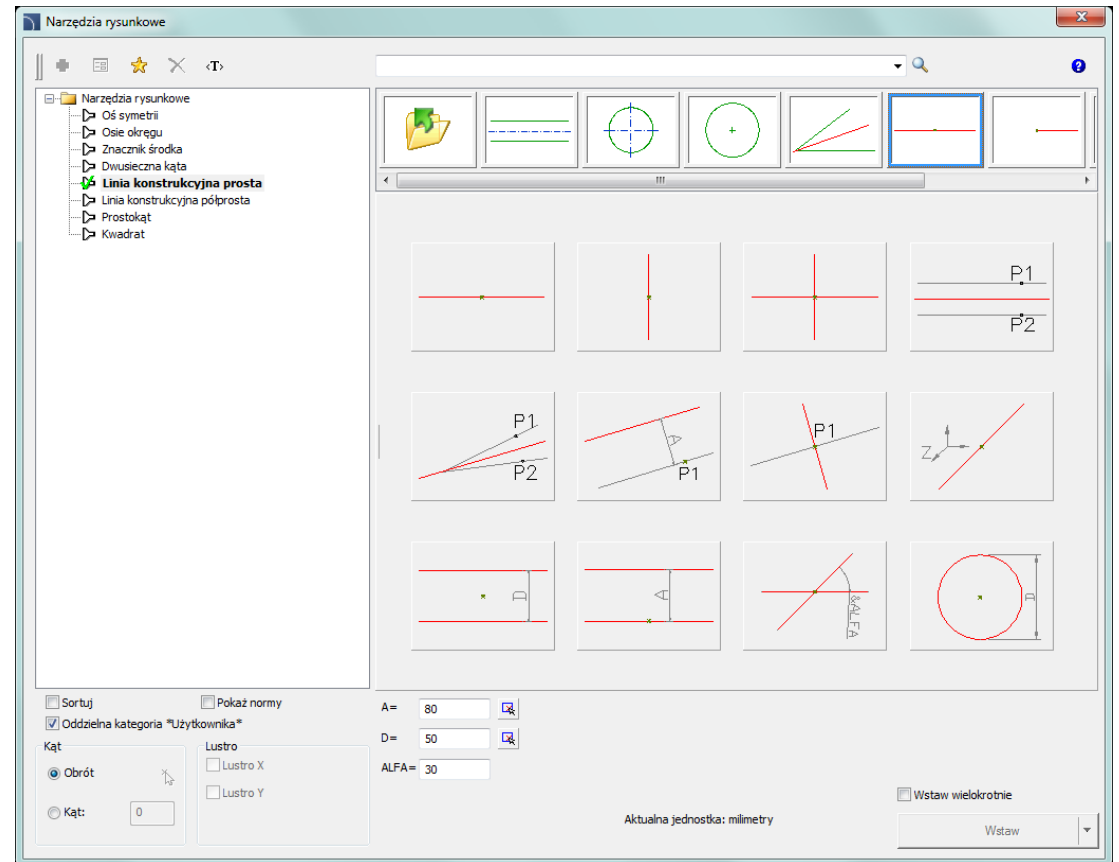 Narzędzia rysunkowe
<T>
Narzędzia rysunkowe
Oś symetrii
Osie okręgu
Znacznik środka
Dwusieczna kąta
Linia konstrukcyjna prosta
Linia konstrukcyjna półprosta
Prostokąt
Kwadrat
P1
P2
P1
P2
A
P1
P1
Z
D
A
&ALFA
D
Sortuj
Pokaż normy
Oddzielna kategoria *Użytkownika*
Kąt
Obrót
Kąt:
0
Lustro
Lustro X
Lustro Y
A= 80
D= 50
ALFA= 30
Aktualna jednostka: milimetry
Wstaw wielokrotnie
Wstaw